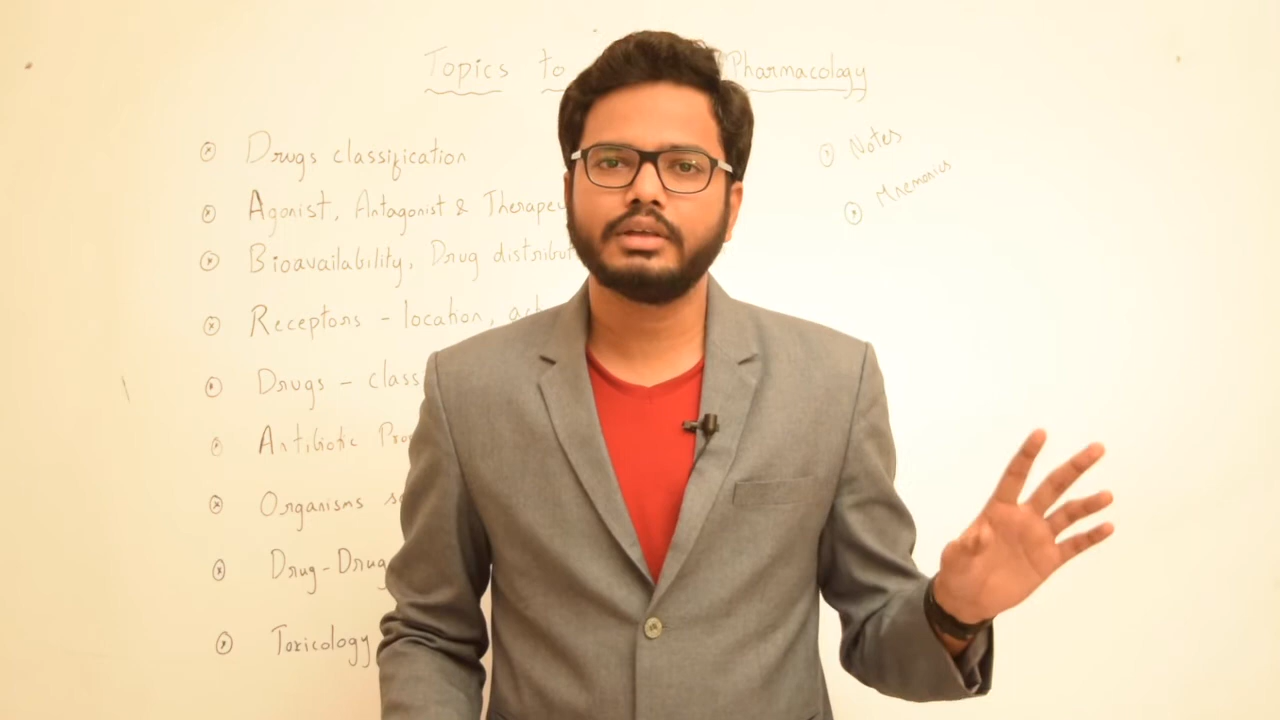 Topics to Pharmacology
Drugs classification
Agonist, Antagonist & Therapeu
Bioavailability, Drug distribut
Receptors - location, act
Drugs - class
Antibiotic
Organisms
Drug-Drug
Toxicology
Notes
Mnemonics